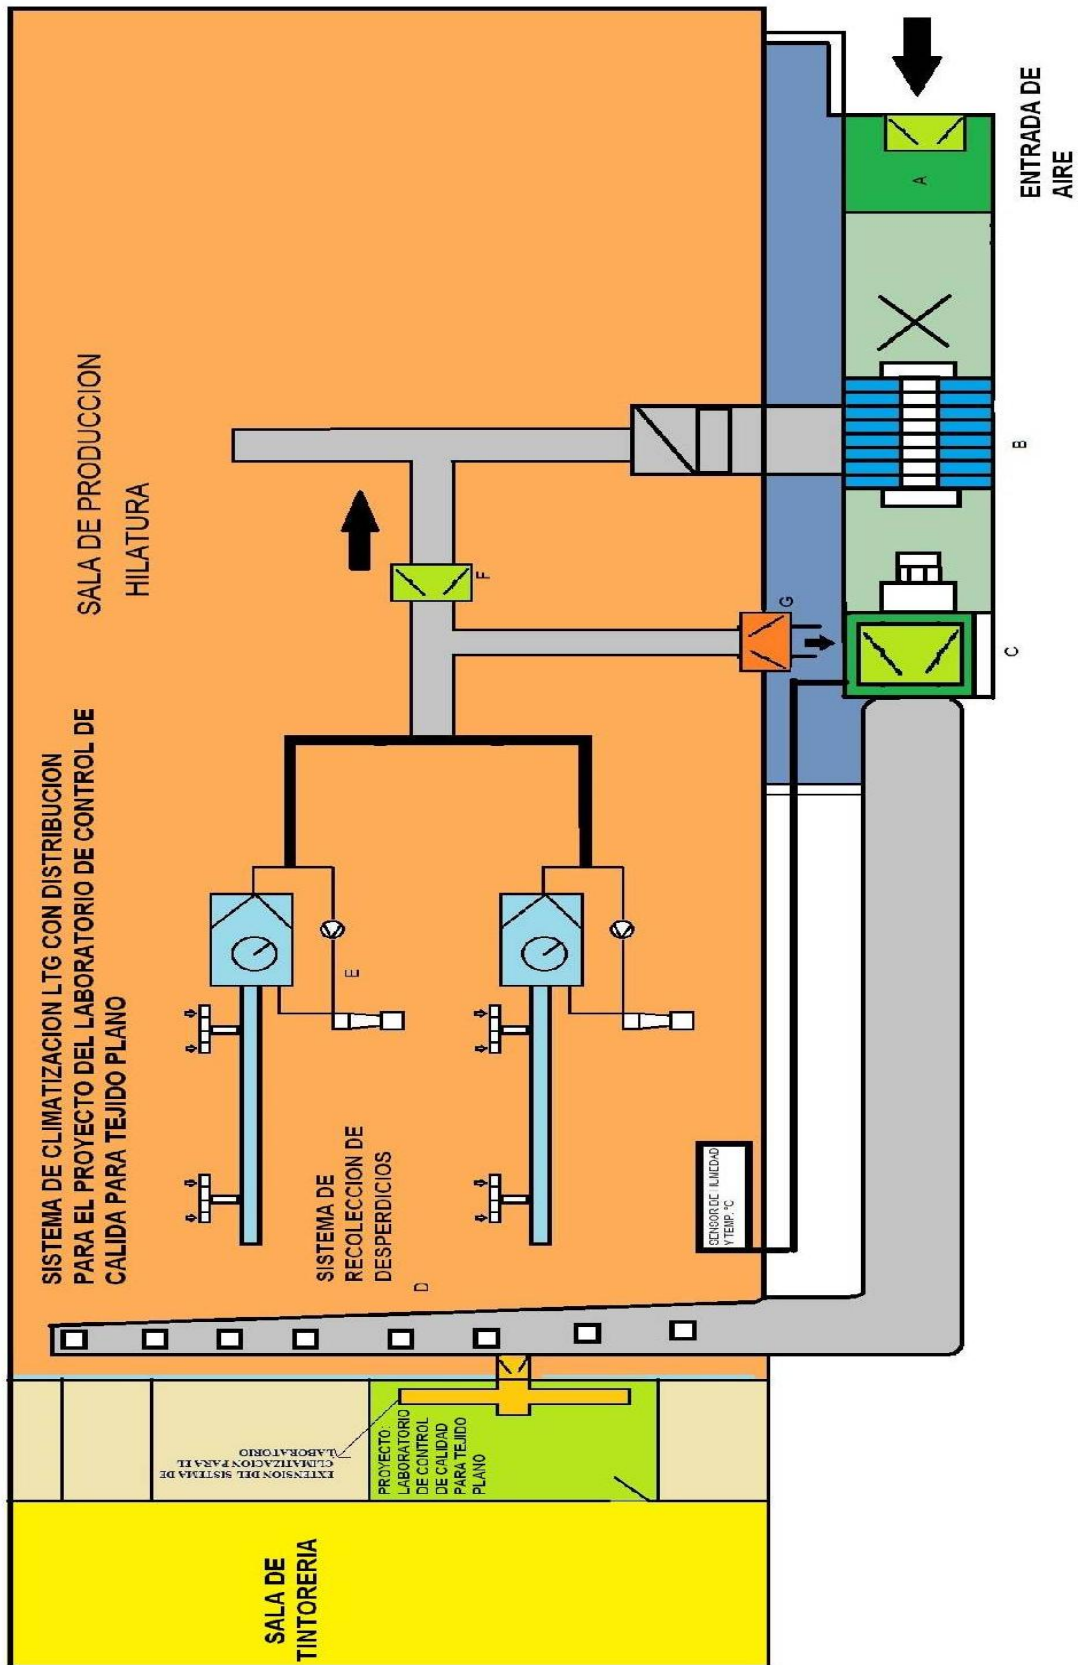 SISTEMA DE CLIMATIZACION LTG CON DISTRIBUCION
PARA EL PROYECTO DEL LABORATORIO DE CONTROL DE
CALIDA PARA TEJIDO PLANO
SALA DE PRODUCCION
HILATURA
ENTRADA DE
AIRE
A
B
C
F
G
E
SISTEMA DE
RECOLECCION DE
DESPERDICIOS
D
SENSOR DE HUMEDAD
Y TEMP. °C
EXTENSION DEL SISTEMA DE
CLIMATIZACION PARA EL
LABORATORIO
PROYECTO:
LABORATORIO
DE CONTROL
DE CALIDAD
PARA TEJIDO
PLANO
SALA DE
TINTORERIA